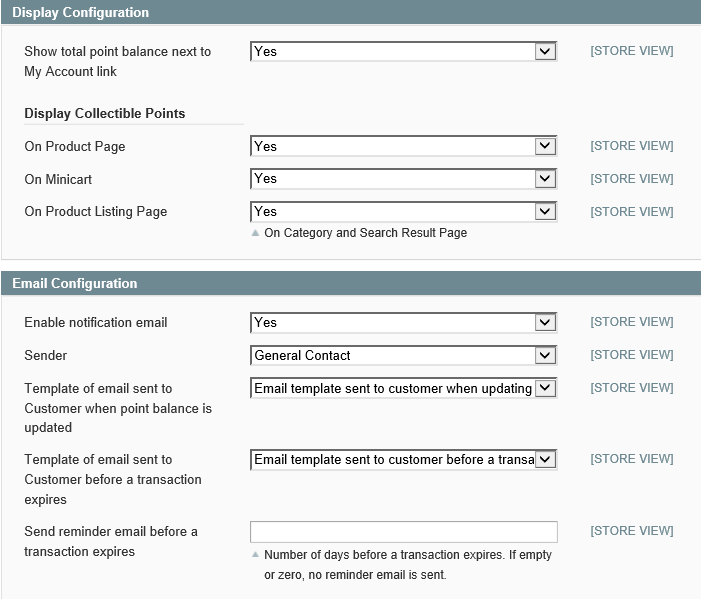 Display Configuration
Show total point balance next to
My Account link
Yes
[STORE VIEW]
Display Collectible Points
On Product Page
Yes
[STORE VIEW]
On Minicart
Yes
[STORE VIEW]
On Product Listing Page
Yes
[STORE VIEW]
On Category and Search Result Page
Email Configuration
Enable notification email
Yes
[STORE VIEW]
Sender
General Contact
[STORE VIEW]
Template of email sent to
Customer when point balance is
updated
Email template sent to customer when updating
[STORE VIEW]
Template of email sent to
Customer before a transaction
expires
Email template sent to customer before a transa
[STORE VIEW]
Send reminder email before a
transaction expires
[STORE VIEW]
Number of days before a transaction expires. If empty
or zero, no reminder email is sent.